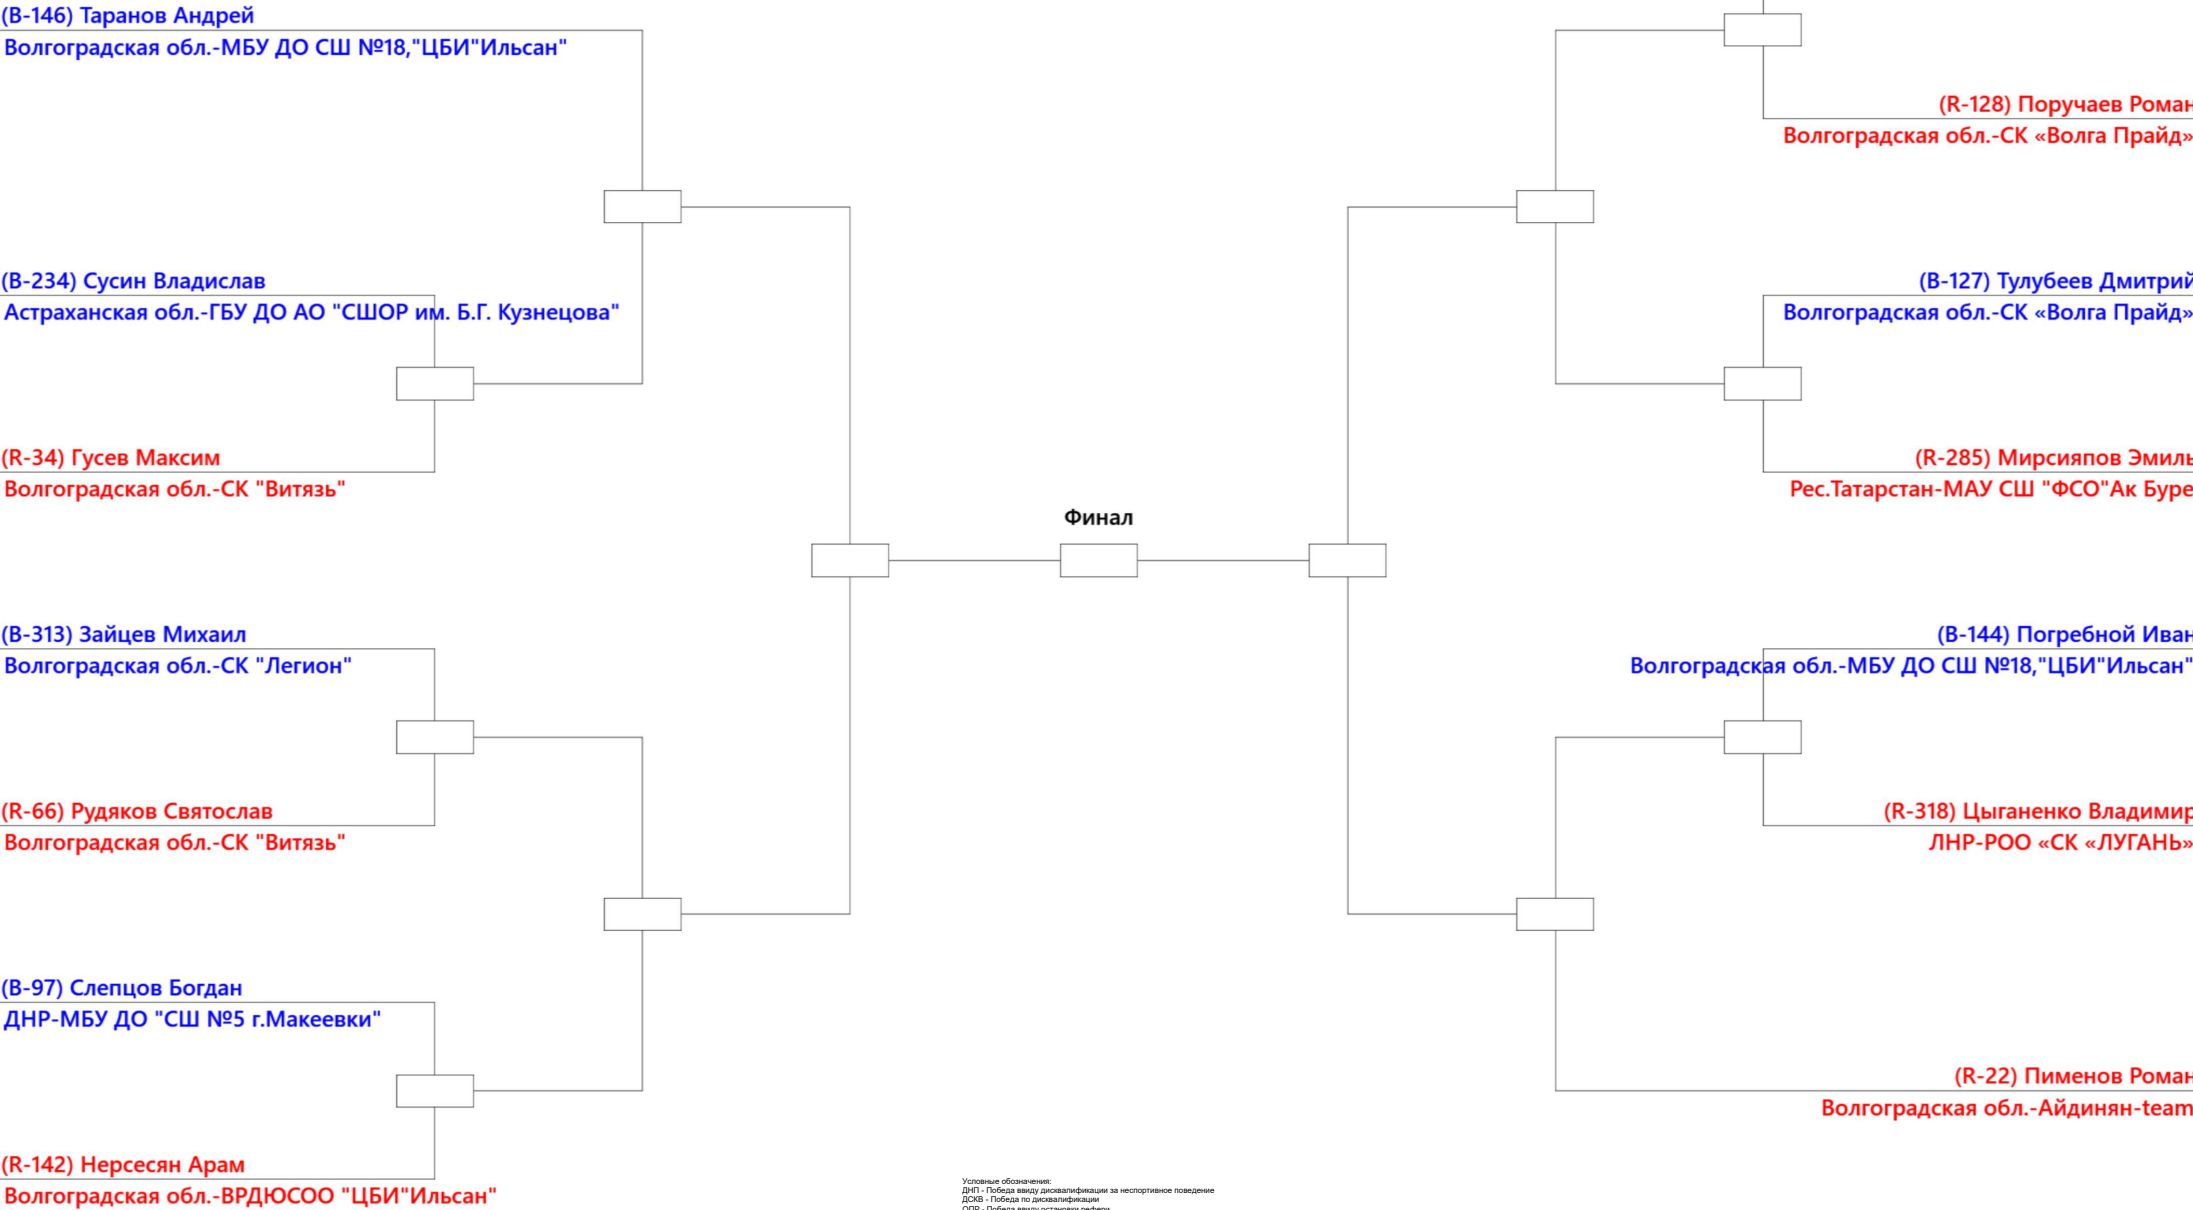 (B-146) Таранов Андрей
Волгоградская обл.-МБУ ДО СШ №18,"ЦБИ"Ильсан"
(B-234) Сусин Владислав
Астраханская обл.-ГБУ ДО АО "СШОР им. Б.Г. Кузнецова"
(R-34) Гусев Максим
Волгоградская обл.-СК "Витязь"
(B-313) Зайцев Михаил
Волгоградская обл.-СК "Легион"
(R-66) Рудяков Святослав
Волгоградская обл.-СК "Витязь"
(B-97) Слепцов Богдан
ДНР-МБУ ДО "СШ №5 г.Макеевки"
(R-142) Нерсесян Арам
Волгоградская обл.-ВРДЮСОО "ЦБИ"Ильсан"
Финал
(R-128) Поручаев Роман
Волгоградская обл.-СК «Волга Прайд»
(B-127) Тулубеев Дмитрий
Волгоградская обл.-СК «Волга Прайд»
(R-285) Мирсияпов Эмиль
Рес.Татарстан-МАУ СШ "ФСО"Ак Буре
(B-144) Погребной Иван
Волгоградская обл.-МБУ ДО СШ №18,"ЦБИ"Ильсан"
(R-318) Цыганенко Владимир
ЛНР-РОО «СК «ЛУГАНЬ»
(R-22) Пименов Роман
Волгоградская обл.-Айдинян-team
Условные обозначения:
ДНП - Победа ввиду дисквалификации за неспортивное поведение
ДСКВ - Победа по дисквалификации
ОПР - Победа ввиду остановки рефери